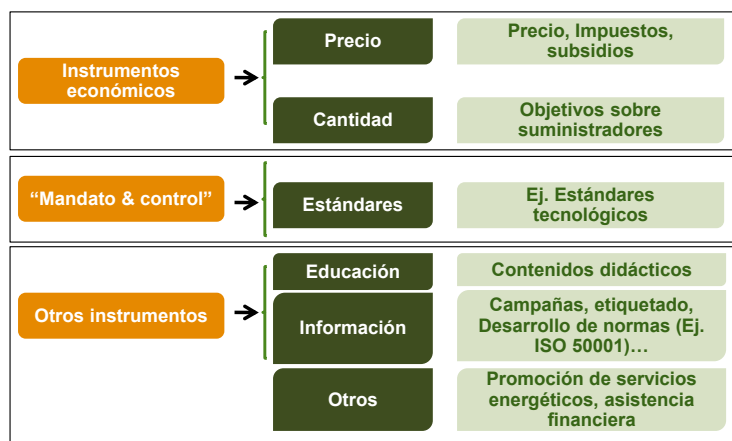 Instrumentos
económicos
Precio
Precio, Impuestos,
subsidios
Cantidad
Objetivos sobre
suministradores
“Mandato & control”
Estándares
Ej. Estándares
tecnológicos
Otros instrumentos
Educación
Contenidos didácticos
Información
Campañas, etiquetado,
Desarrollo de normas (Ej.
ISO 50001)…
Otros
Promoción de servicios
energéticos, asistencia
financiera